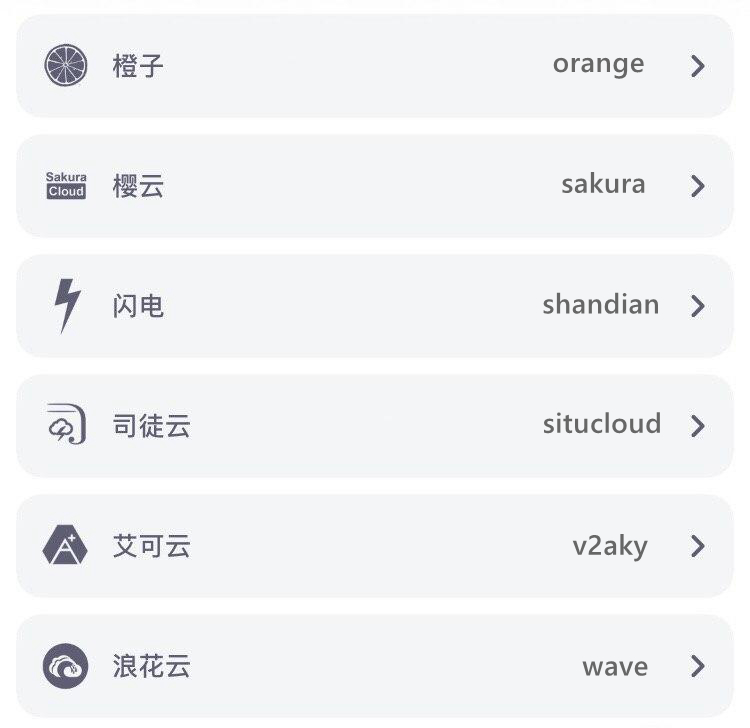 橙子 orange
Sakura
Cloud
樱云 sakura
闪电 shandian
司徒云 situcloud
艾可云 v2aky
浪花云 wave